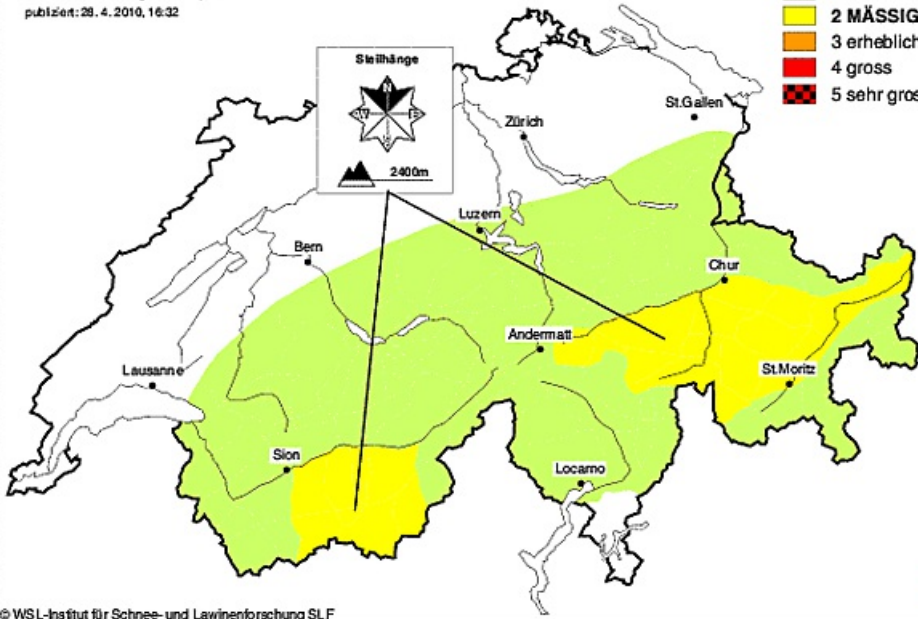 publiziert: 28. 4. 2010, 16:32
2 MÄSSIG
3 erheblich
4 gross
5 sehr gros
Steilhänge
N
W E
S
2400m
St.Gallen
Zürich
Luzern
Bern
Chur
Andermatt
Lausanne
St.Moritz
Sion
Locarno
© WSL-Institut für Schnee- und Lawinenforschung SLF